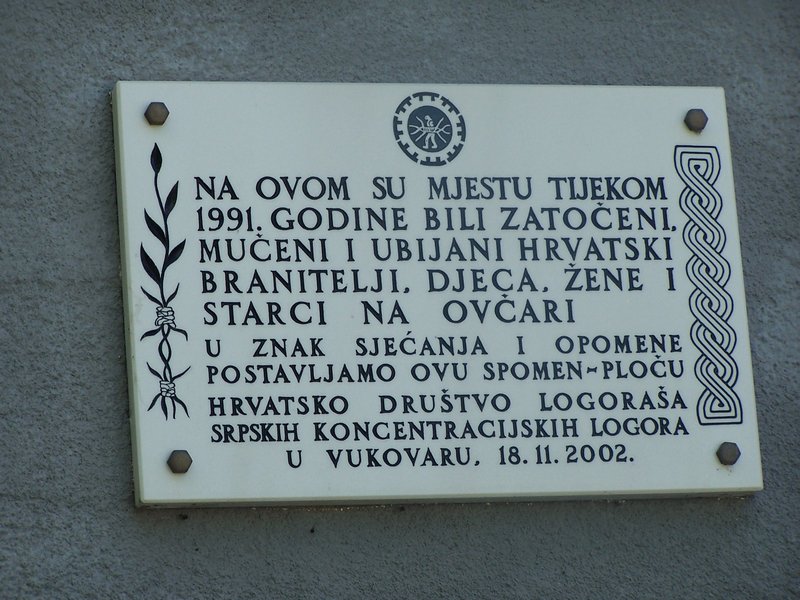 NA OVOM SU MJESTU TIJEKOM
1991. GODINE BILI ZATOČENI.
MUČENI I UBIJANI HRVATSKI
BRANITELJI. DJECA. ŽENE I
STARCI NA OVČARI
U ZNAK SJEĆANJA I OPOMENE
POSTAVLJAMO OVU SPOMEN-PLOČU
HRVATSKO DRUŠTVO LOGORAŠA
SRPSKIH KONCENTRACIJSKIH LOGORA
U VUKOVARU, 18.11.2002.